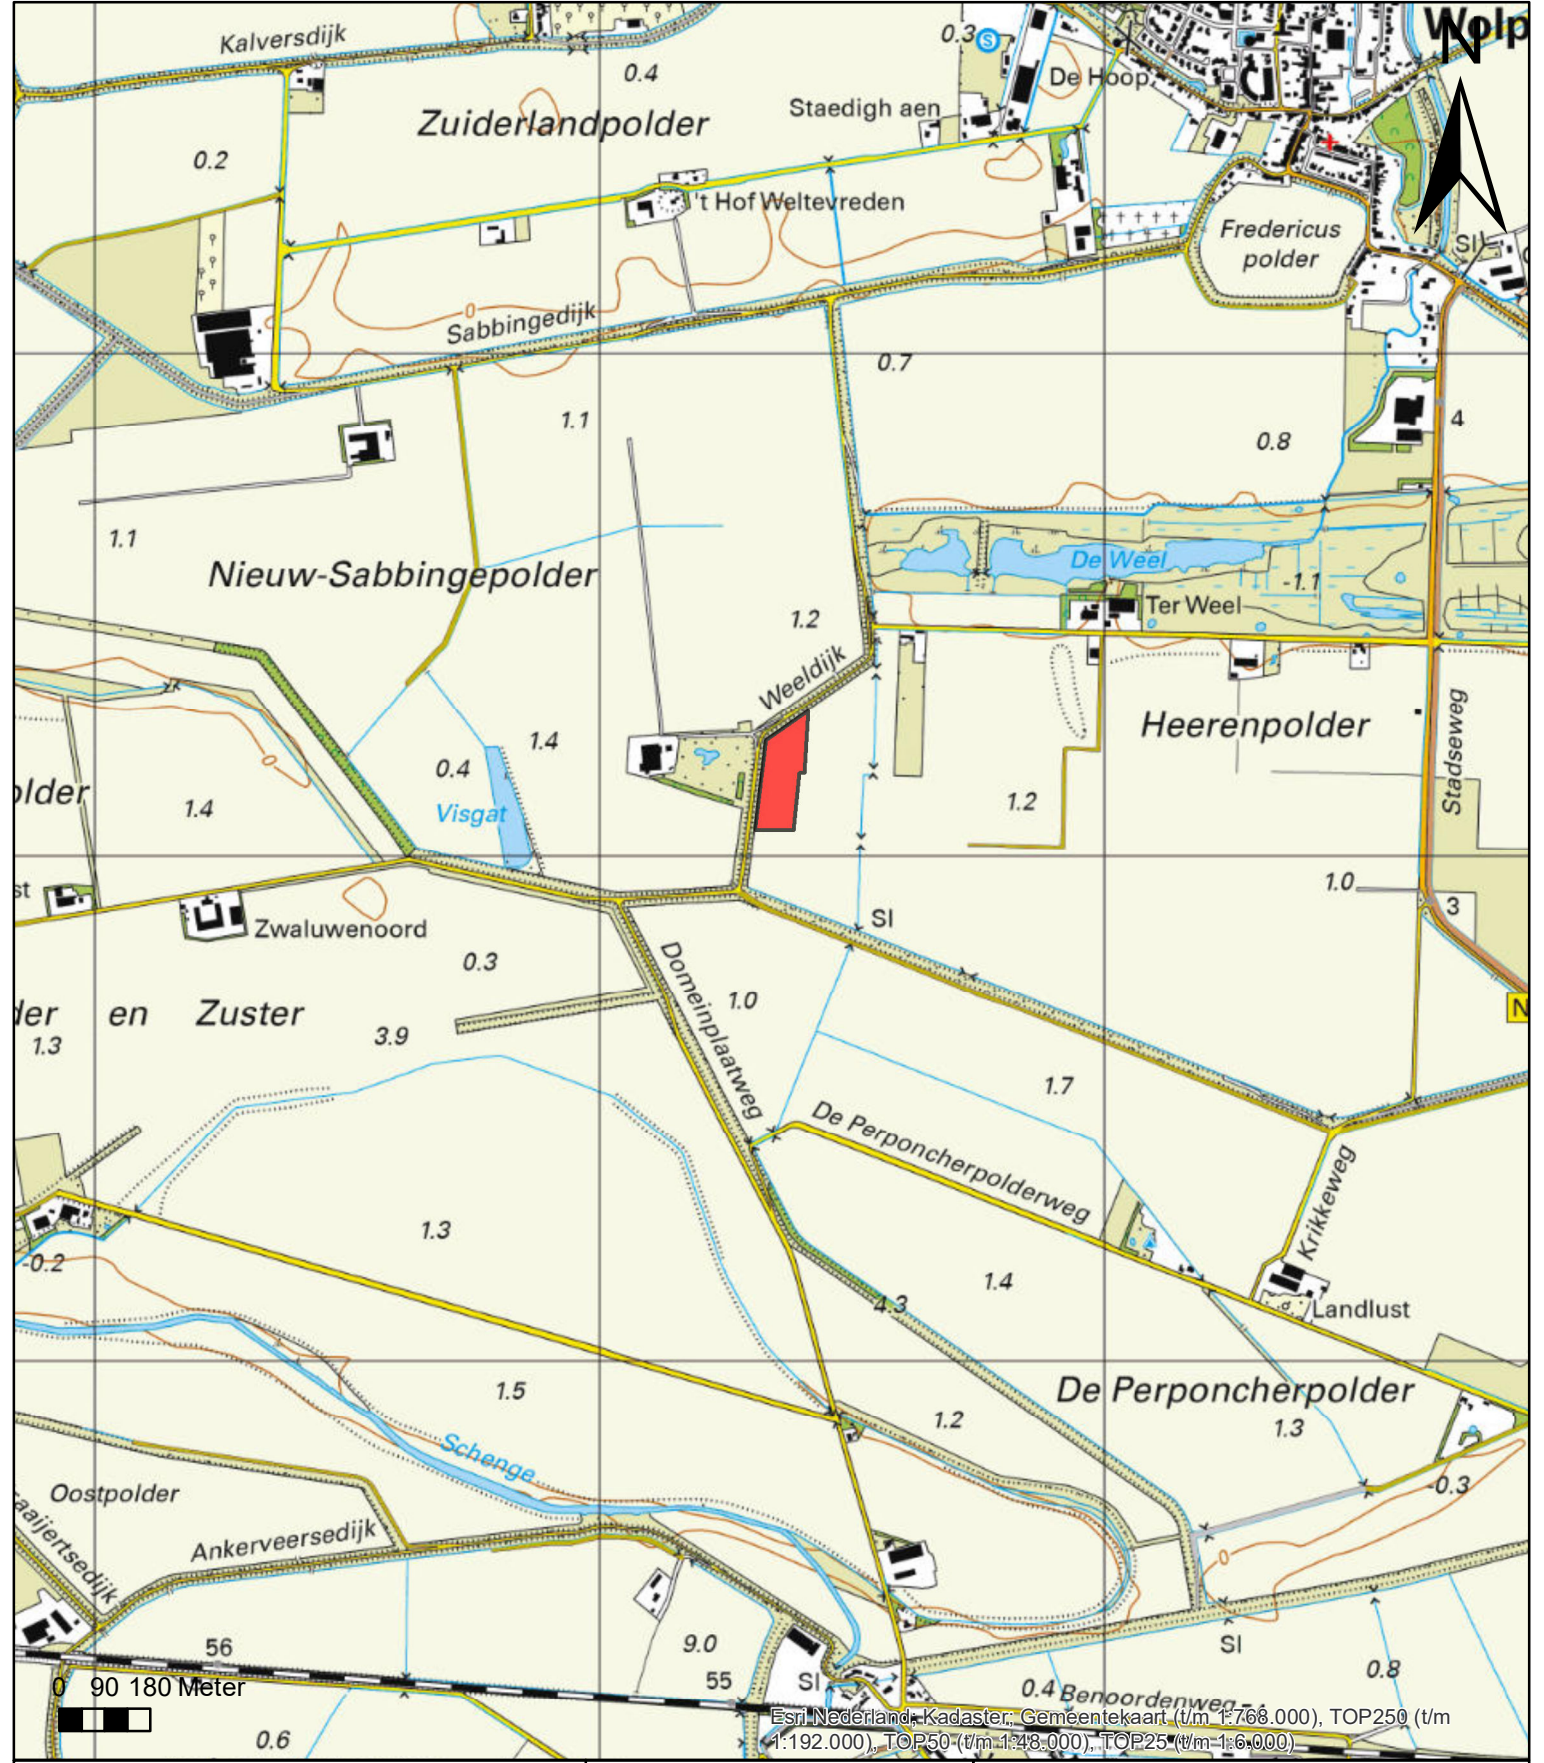 Wolp
N
Kalversdijk
0.3
S
De Hoop
0.4
Zuiderlandpolder
Staedigh aen
0.2
't Hof Weltevreden
Fredericus
polder
Sl
0
Sabbingedijk
0.7
1.1
4
0.8
1.1
De Weel
Nieuw-Sabbingepolder
-1.1
Ter Weel
1.2
Weeldijk
Heerenpolder
Stadseweg
1.4
0
0.4
older
1.4
Visgat
1.2
1.0
st
3
Sl
Zwaluwenoord
0.3
Domeinplaatweg
1.0
der en Zuster
N
1.3
3.9
1.7
De Perponcherpolderweg
Krikkeweg
1.3
-0.2
1.4
4.3
Landlust
1.5
De Perponcherpolder
1.2
1.3
Schenge
-0.3
Oostpolder
raaijertsedijk
Ankerveersedijk
0
9.0
Sl
56
55
Sl
0.8
0 90 180 Meter
0.4
Benoordenweg
0.6
Esri Nederland; Kadaster; Gemeentekaart (t/m 1:768.000), TOP250 (t/m
1:192.000), TOP50 (t/m 1:48.000), TOP25 (t/m 1:6.000)